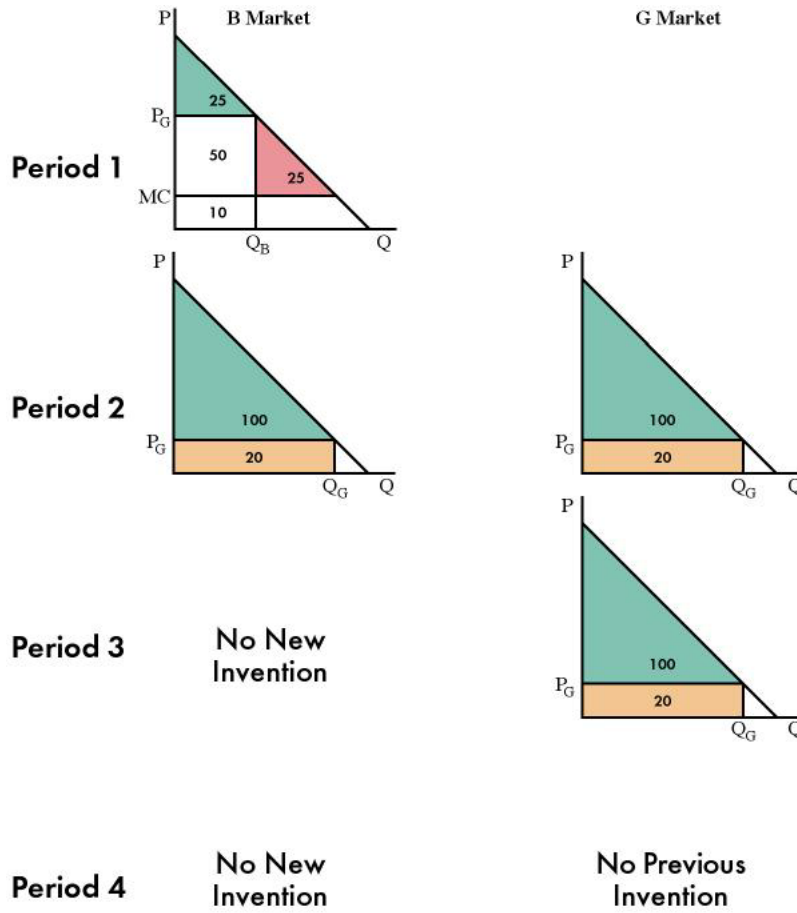 P B Market G Market
25
P_G
50
Period 1
25
MC
10
Q_B Q
P P
Period 2
100 100
P_G P_G
20 20
Q_G Q Q_G Q
P
Period 3
No New
Invention
100
P_G
20
Q_G Q
Period 4
No New
Invention
No Previous
Invention